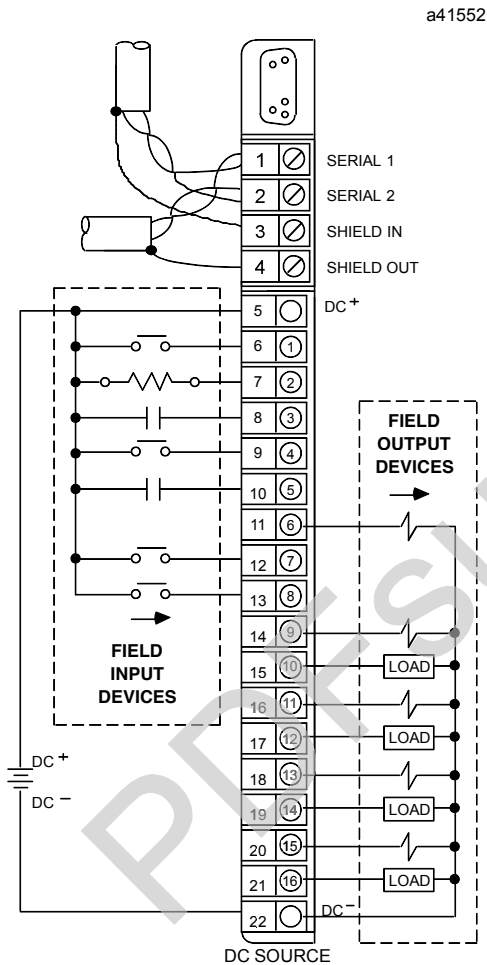 a41552
1 SERIAL 1
2 SERIAL 2
3 SHIELD IN
4 SHIELD OUT
5 DC+
6 1
7 2
8 3
9 4
10 5
11 6
12 7
13 8
14 9
15 10
16 11
17 12
18 13
19 14
20 15
21 16
22 DC−
FIELD
INPUT
DEVICES
FIELD
OUTPUT
DEVICES
LOAD
LOAD
LOAD
LOAD
DC+
DC−
DC SOURCE